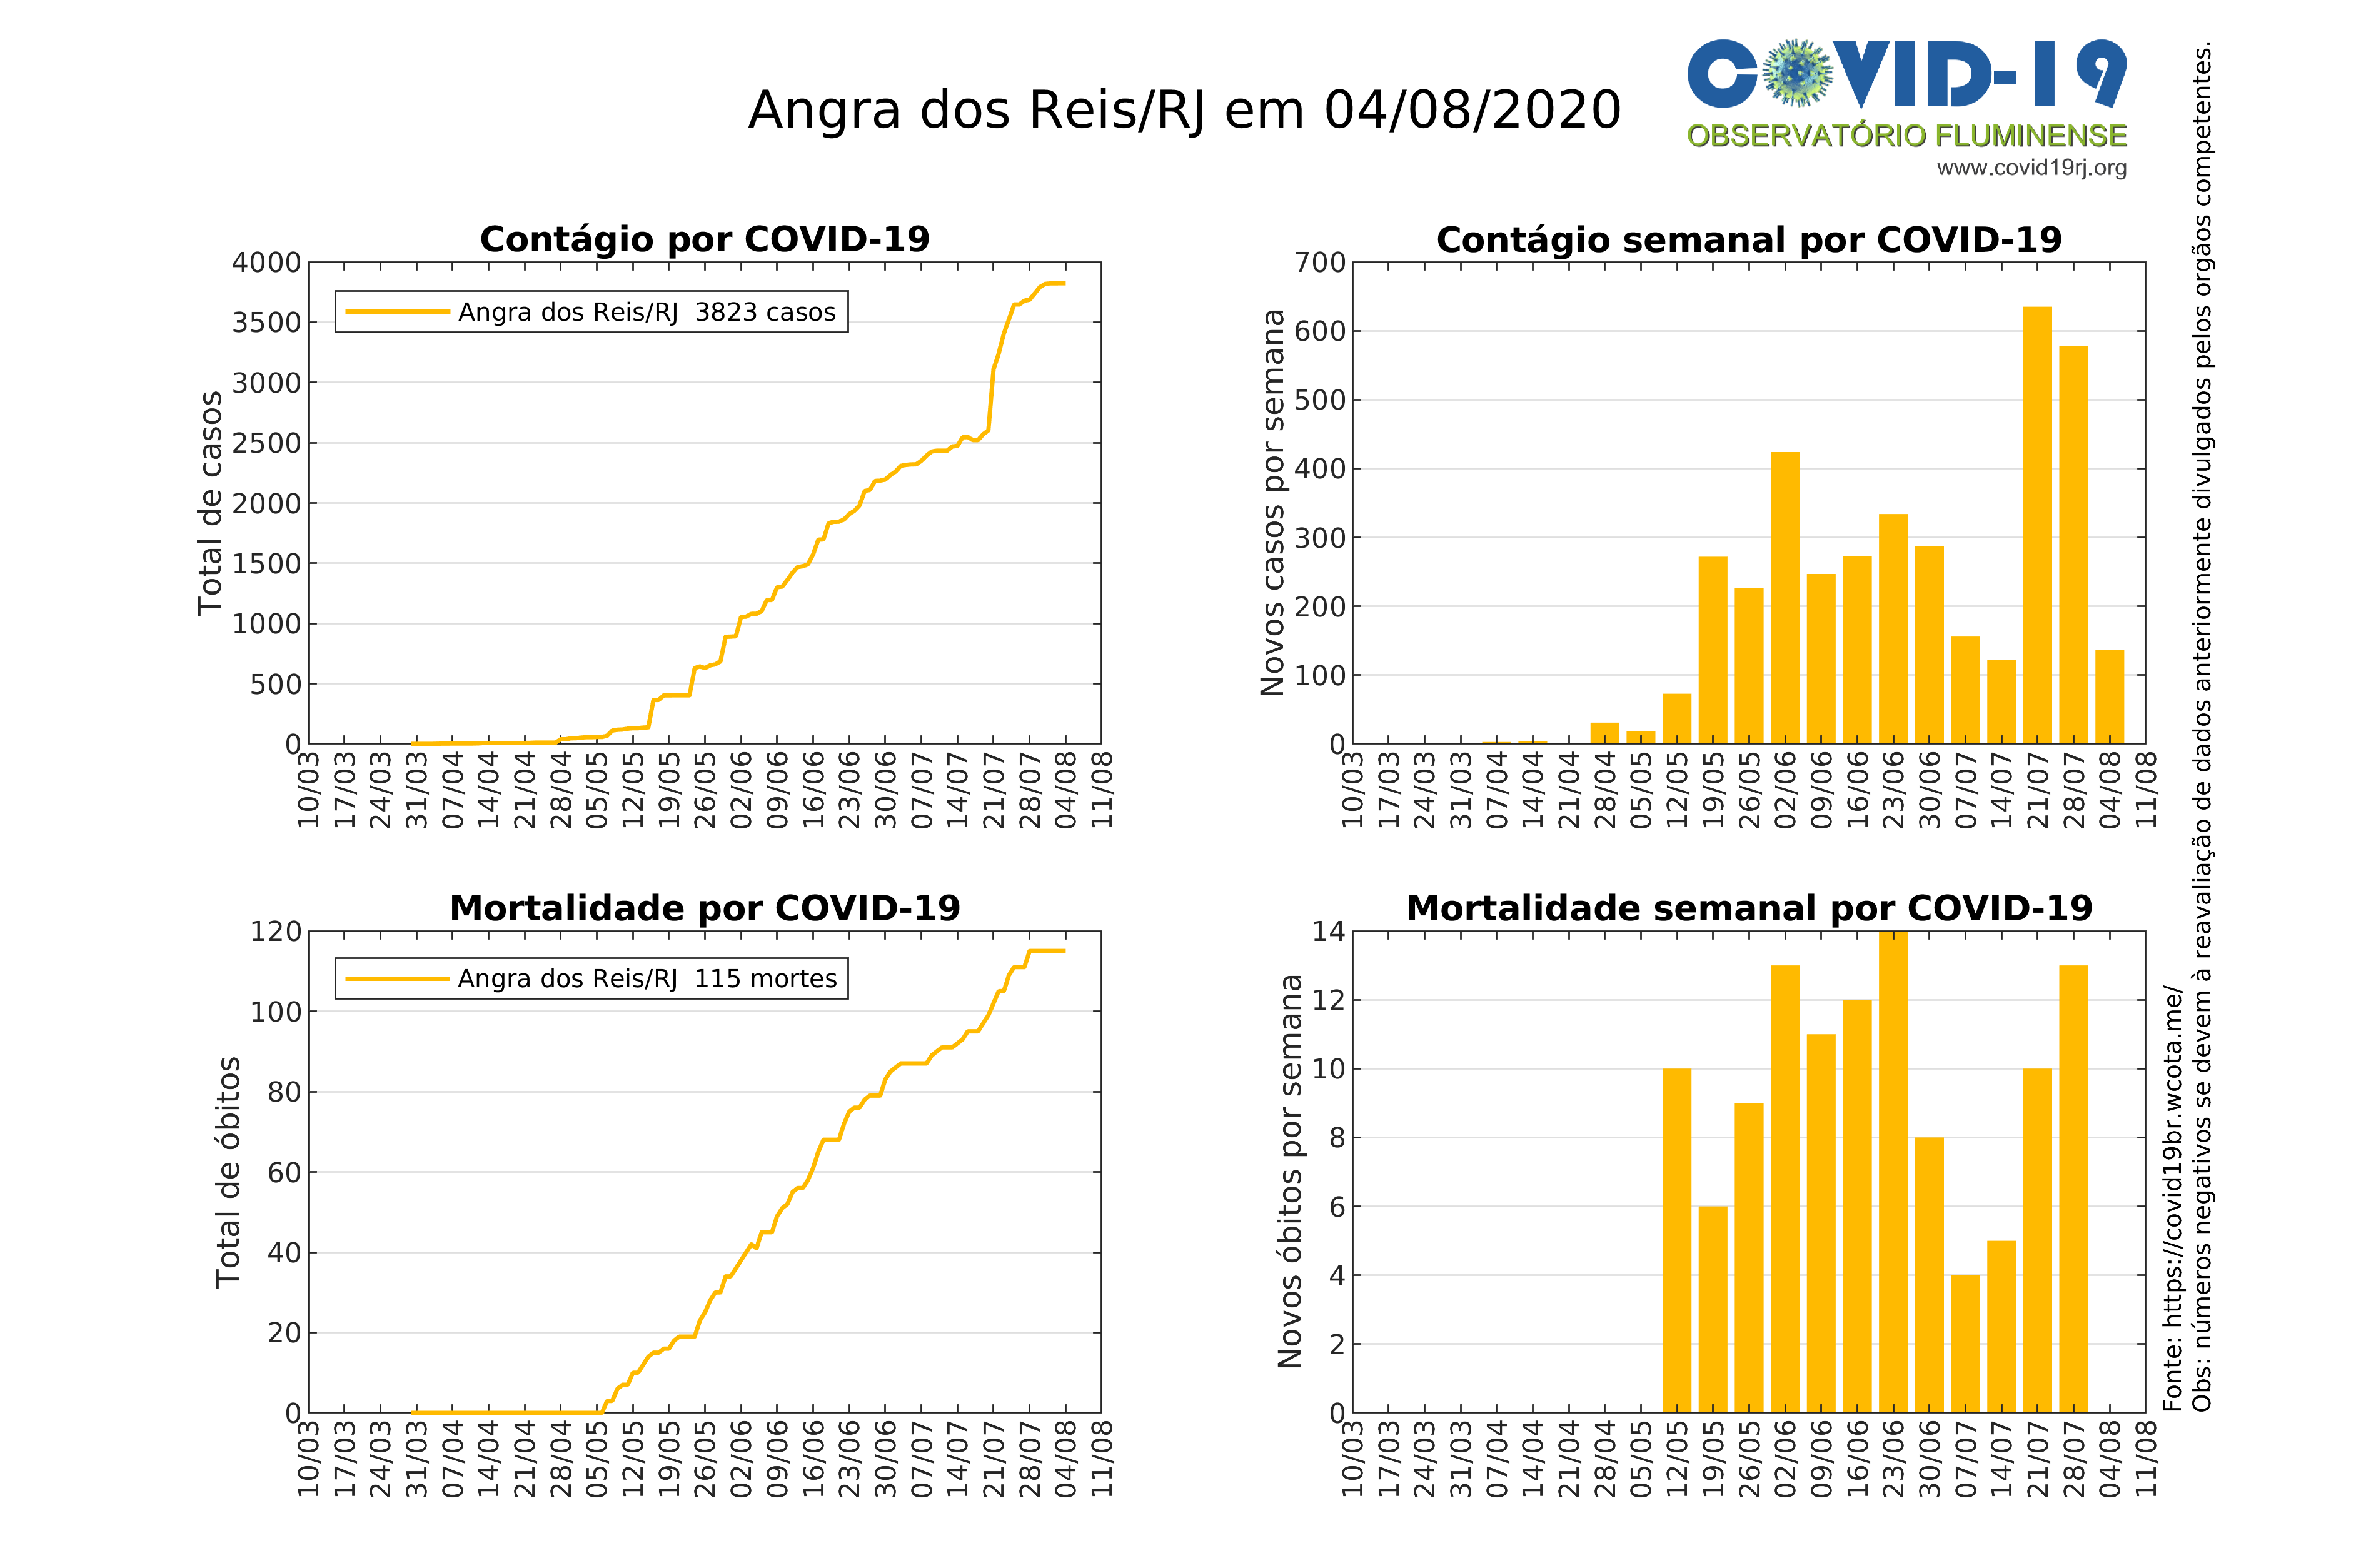 Angra dos Reis/RJ em 04/08/2020
COVID-19
OBSERVATÓRIO FLUMINENSE
www.covid19rj.org
Contágio por COVID-19
Total de casos
4000
3500
3000
2500
2000
1500
1000
500
0
Angra dos Reis/RJ 3823 casos
10/03 17/03 24/03 31/03 07/04 14/04 21/04 28/04 05/05 12/05 19/05 26/05 02/06 09/06 16/06 23/06 30/06 07/07 14/07 21/07 28/07 04/08 11/08
Contágio semanal por COVID-19
Novos casos por semana
700
600
500
400
300
200
100
0
10/03 17/03 24/03 31/03 07/04 14/04 21/04 28/04 05/05 12/05 19/05 26/05 02/06 09/06 16/06 23/06 30/06 07/07 14/07 21/07 28/07 04/08 11/08
Mortalidade por COVID-19
Total de óbitos
120
100
80
60
40
20
0
Angra dos Reis/RJ 115 mortes
10/03 17/03 24/03 31/03 07/04 14/04 21/04 28/04 05/05 12/05 19/05 26/05 02/06 09/06 16/06 23/06 30/06 07/07 14/07 21/07 28/07 04/08 11/08
Mortalidade semanal por COVID-19
Novos óbitos por semana
14
12
10
8
6
4
2
0
10/03 17/03 24/03 31/03 07/04 14/04 21/04 28/04 05/05 12/05 19/05 26/05 02/06 09/06 16/06 23/06 30/06 07/07 14/07 21/07 28/07 04/08 11/08
Fonte: https://covid19br.wcota.me/
Obs: números negativos se devem à reavaliação de dados anteriormente divulgados pelos orgãos competentes.